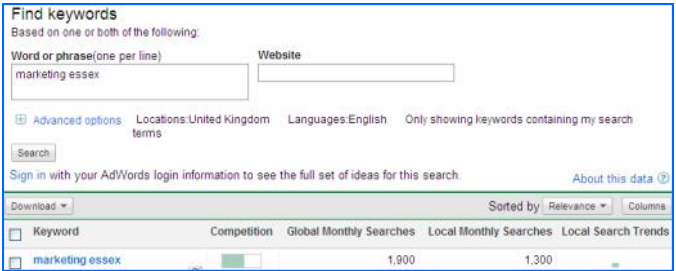 Find keywords
Based on one or both of the following:
Word or phrase(one per line) Website
marketing essex
Advanced options Locations:United Kingdom Languages:English Only showing keywords containing my search
terms
Search
Sign in with your AdWords login information to see the full set of ideas for this search. About this data
Download Sorted by Relevance Columns
Keyword Competition Global Monthly Searches Local Monthly Searches Local Search Trends
marketing essex 1,900 1,300